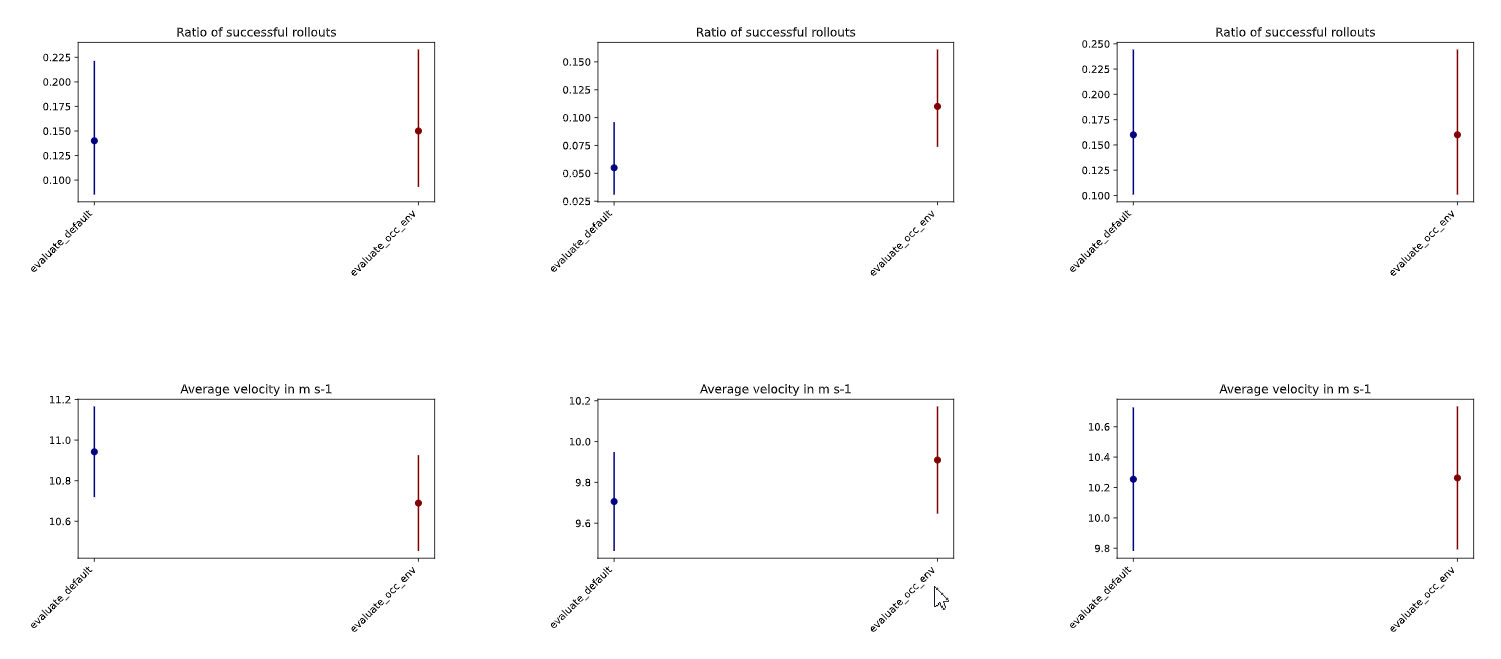 Ratio of successful rollouts
0.225
0.200
0.175
0.150
0.125
0.100
evaluate_default
evaluate_occ_env
Ratio of successful rollouts
0.150
0.125
0.100
0.075
0.050
0.025
evaluate_default
evaluate_occ_env
Ratio of successful rollouts
0.250
0.225
0.200
0.175
0.150
0.125
0.100
evaluate_default
evaluate_occ_env
Average velocity in m s-1
11.2
11.0
10.8
10.6
evaluate_default
evaluate_occ_env
Average velocity in m s-1
10.2
10.0
9.8
9.6
evaluate_default
evaluate_occ_env
Average velocity in m s-1
10.6
10.4
10.2
10.0
9.8
evaluate_default
evaluate_occ_env